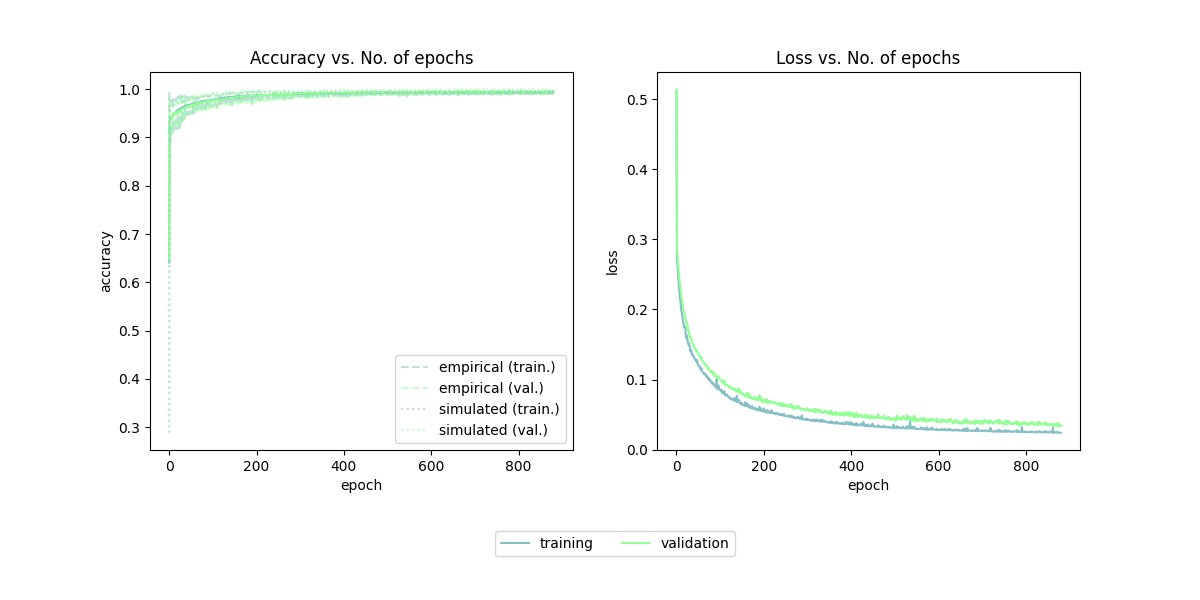 Accuracy vs. No. of epochs
1.0
0.9
0.8
0.7
0.6
0.5
0.4
0.3
accuracy
0
200
400
600
800
epoch
empirical (train.)
empirical (val.)
simulated (train.)
simulated (val.)
Loss vs. No. of epochs
0.5
0.4
0.3
0.2
0.1
0.0
loss
0
200
400
600
800
epoch
training
validation